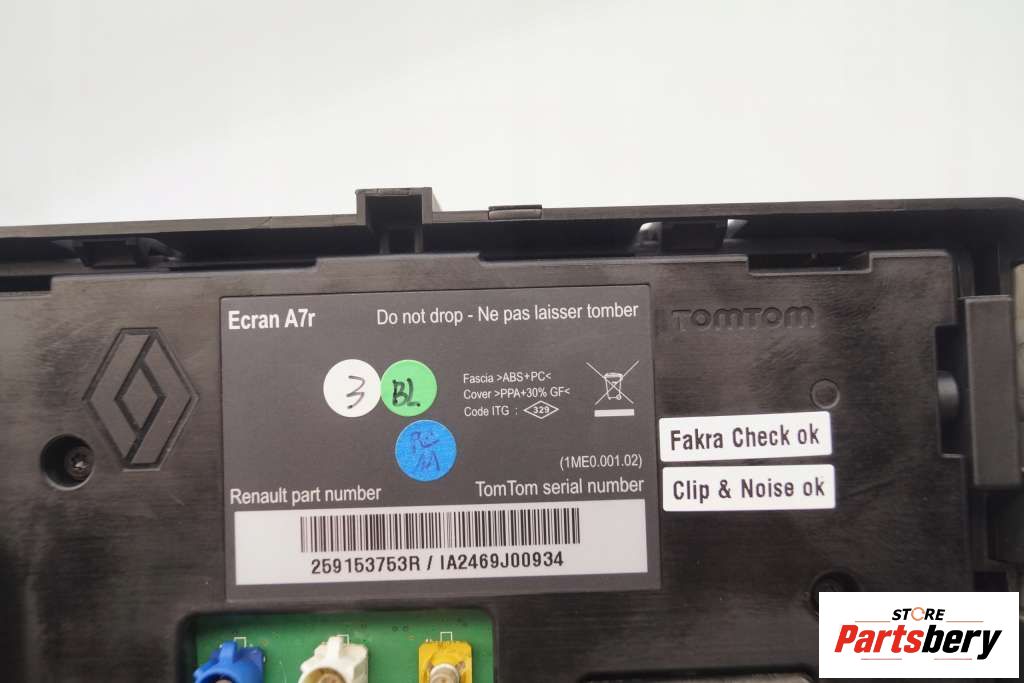 Ecran A7r
Do not drop - Ne pas laisser tomber
TOMTOM
3
BL
Fascia >ABS+PC<
Cover >PPA+30% GF<
Code ITG : 329
Fakra Check ok
(1ME0.001.02)
Renault part number
TomTom serial number
Clip & Noise ok
259153753R / IA2469J00934
STORE
Partsbery